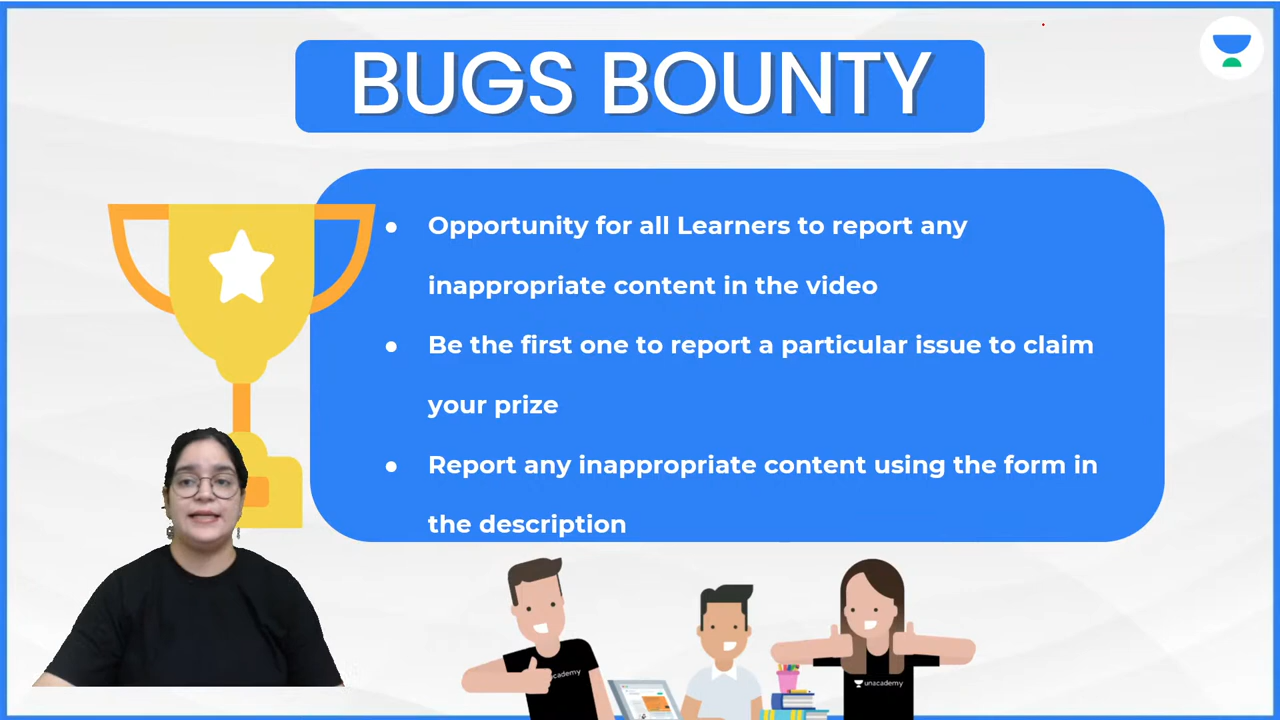 BUGS BOUNTY
● Opportunity for all Learners to report any
inappropriate content in the video
● Be the first one to report a particular issue to claim
your prize
● Report any inappropriate content using the form in
the description
unacademy
unacademy